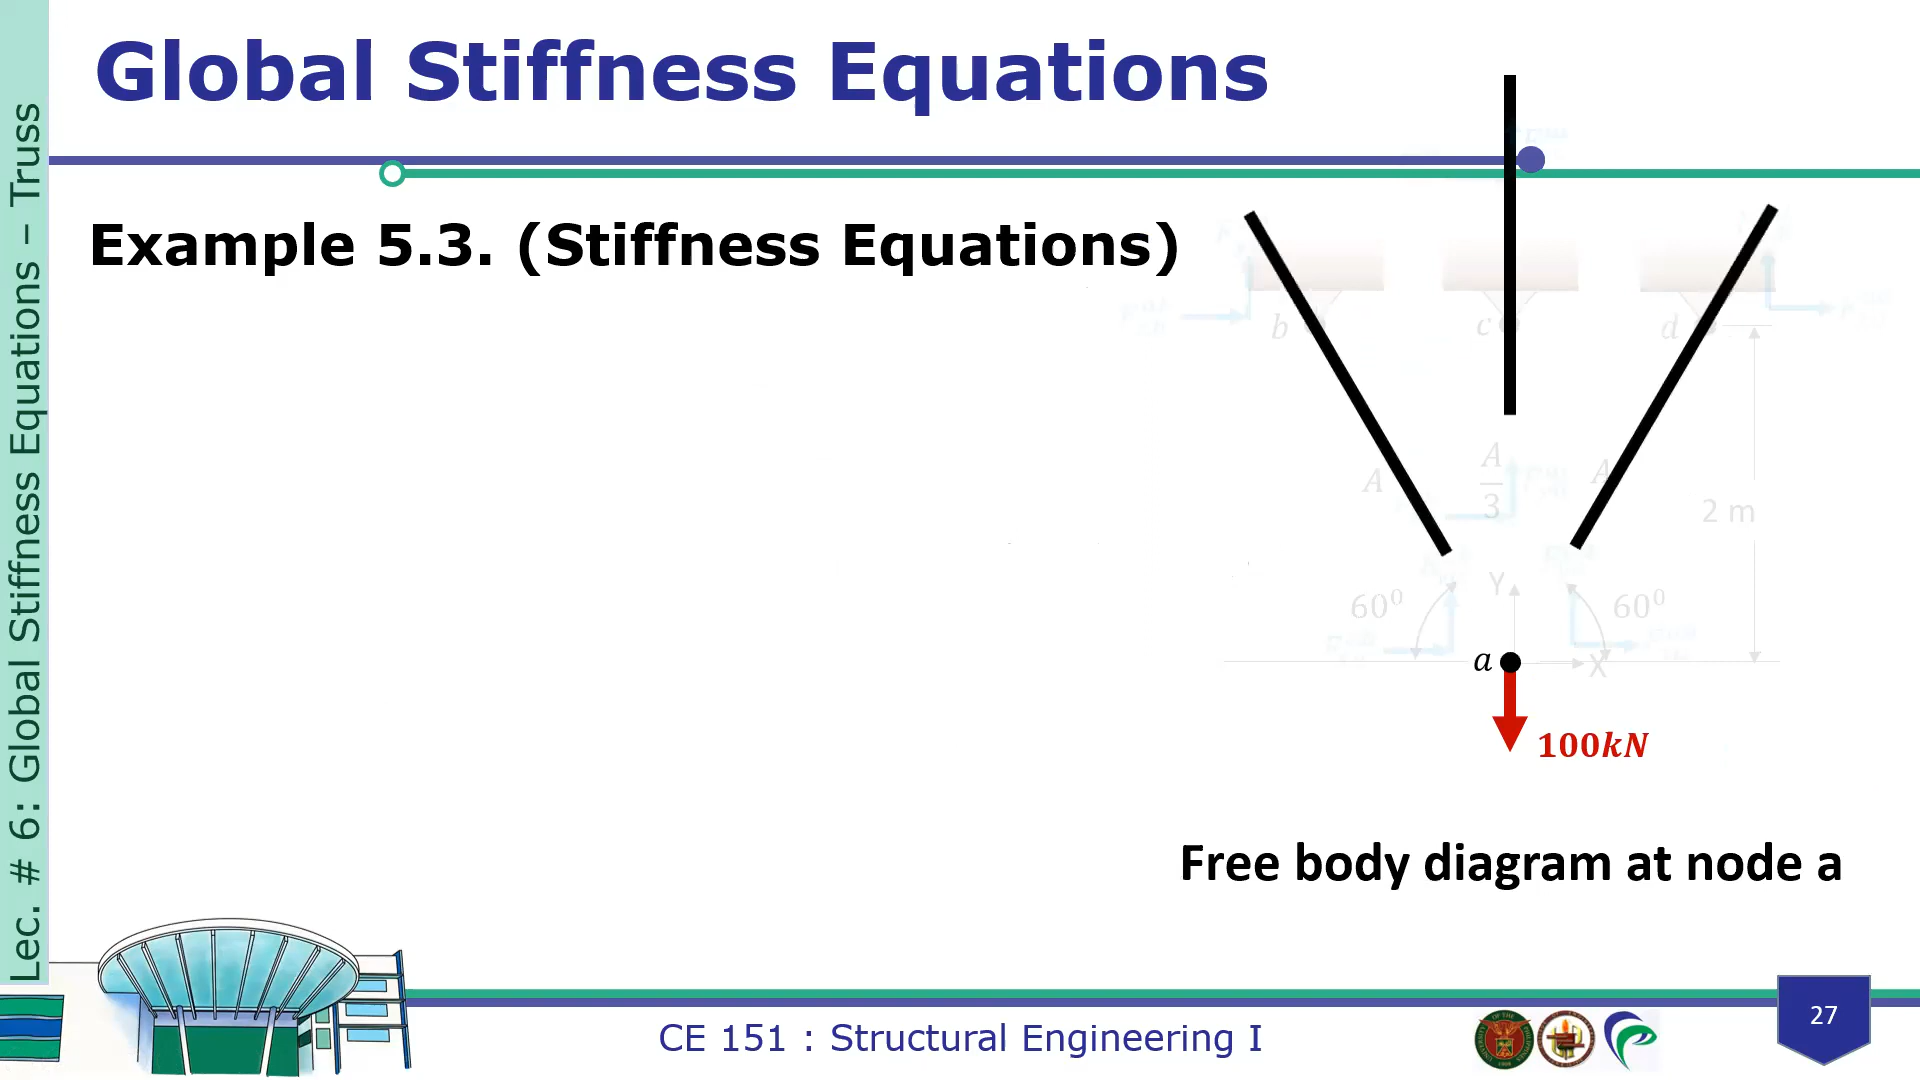 Global Stiffness Equations
Example 5.3. (Stiffness Equations)
b
c
d
A
A
3
A
2 m
Y
60⁰
60⁰
a
X
100kN
Free body diagram at node a
Lec. # 6: Global Stiffness Equations – Truss
CE 151 : Structural Engineering I
27